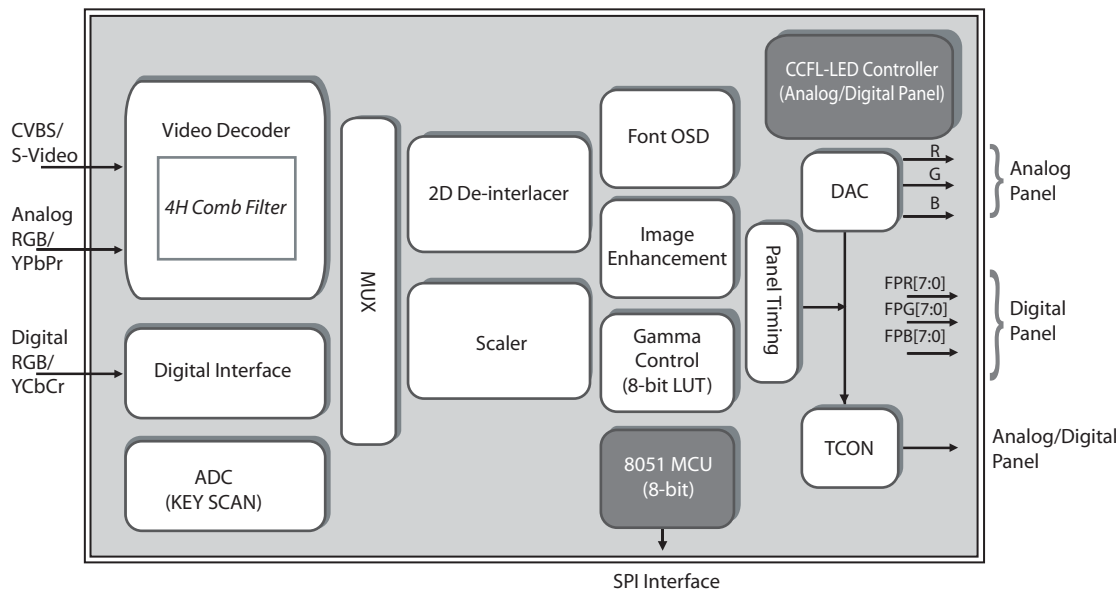 CVBS/
S-Video
Analog
RGB/
YPbPr
Digital
RGB/
YCbCr
Video Decoder
4H Comb Filter
Digital Interface
ADC
(KEY SCAN)
MUX
2D De-interlacer
Scaler
Font OSD
Image
Enhancement
Gamma
Control
(8-bit LUT)
8051 MCU
(8-bit)
SPI Interface
Panel Timing
CCFL-LED Controller
(Analog/Digital Panel)
DAC
R
G
B
Analog
Panel
FPR[7:0]
FPG[7:0]
FPB[7:0]
Digital
Panel
TCON
Analog/Digital
Panel